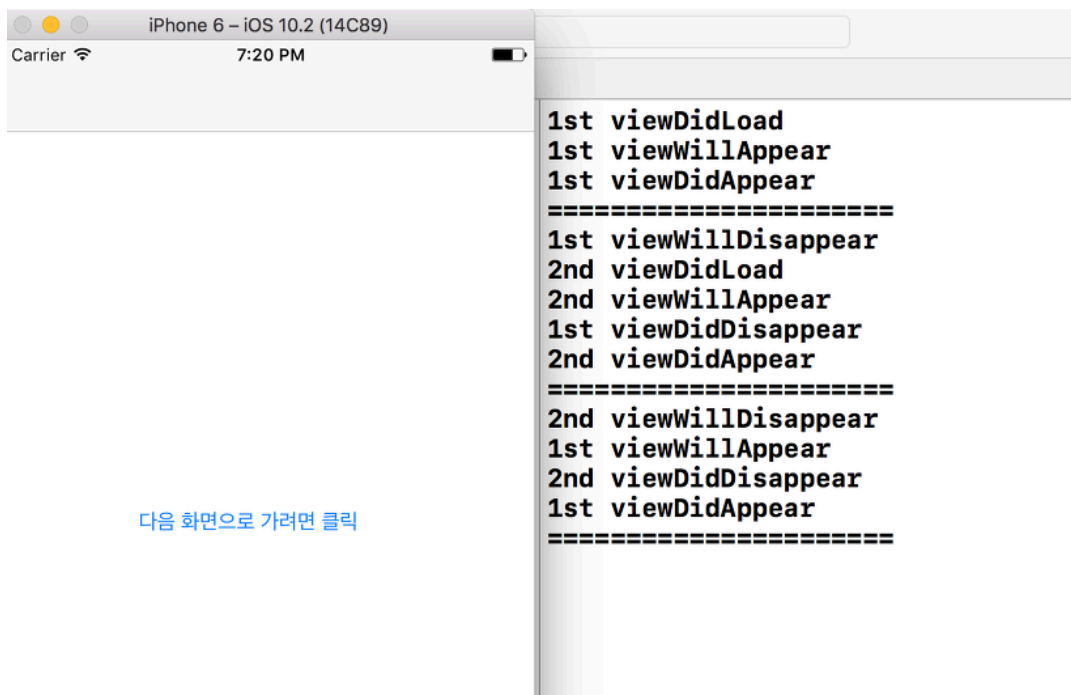 iPhone 6 – iOS 10.2 (14C89)
Carrier
7:20 PM
다음 화면으로 가려면 클릭
1st viewDidLoad
1st viewWillAppear
1st viewDidAppear
======================
1st viewWillDisappear
2nd viewDidLoad
2nd viewWillAppear
1st viewDidDisappear
2nd viewDidAppear
======================
2nd viewWillDisappear
1st viewWillAppear
2nd viewDidDisappear
1st viewDidAppear
======================